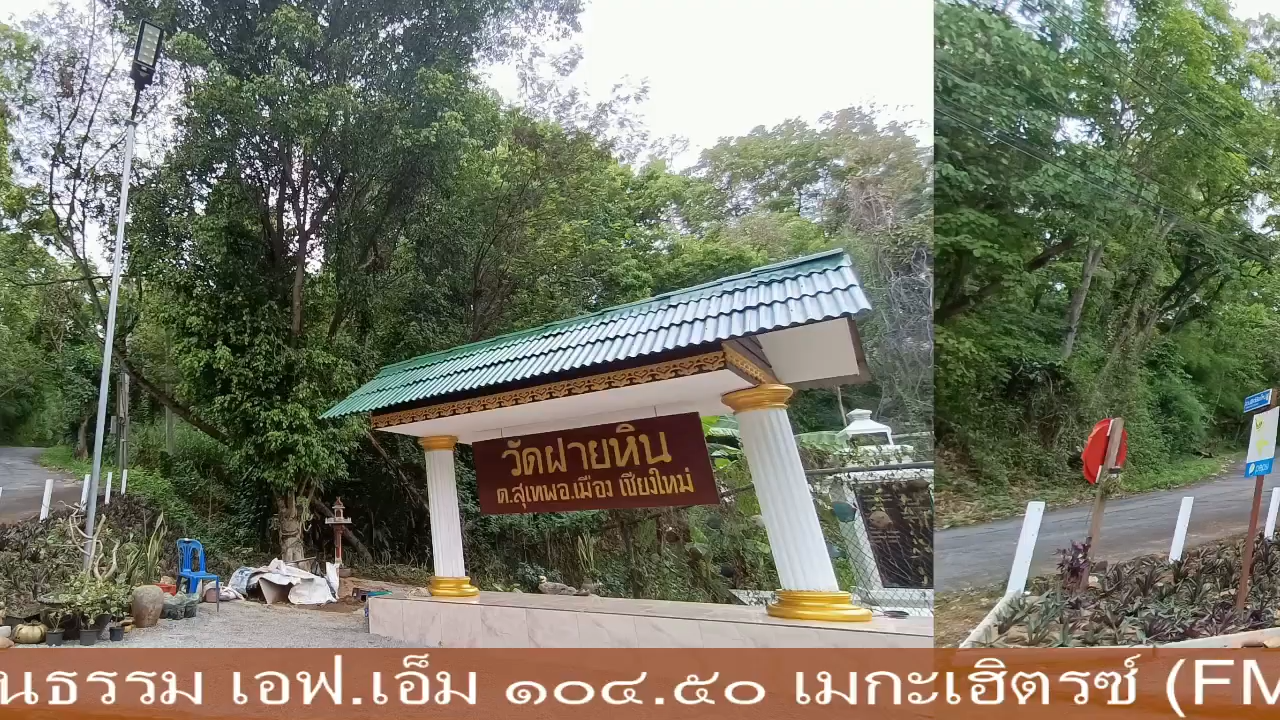 วัดฝายหิน
ต.สุเทพอ.เมือง เชียงใหม่
นธรรม เอฟ.เอ็ม ๑๐๔.๕๐ เมกะเฮิตรซ์ (FM